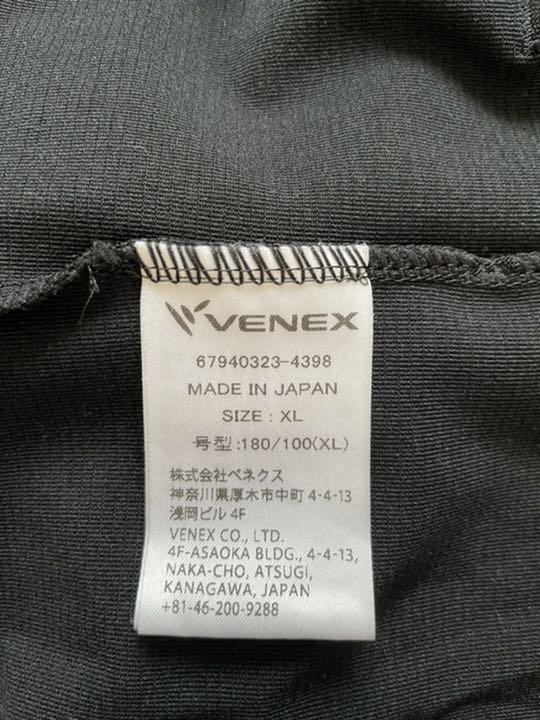 VENEX
67940323-4398
MADE IN JAPAN
SIZE : XL
号型:180/100(XL)
株式会社ベネクス
神奈川県厚木市中町 4-4-13
浅岡ビル 4F
VENEX CO., LTD.
4F-ASAOKA BLDG., 4-4-13,
NAKA-CHO, ATSUGI,
KANAGAWA, JAPAN
+81-46-200-9288